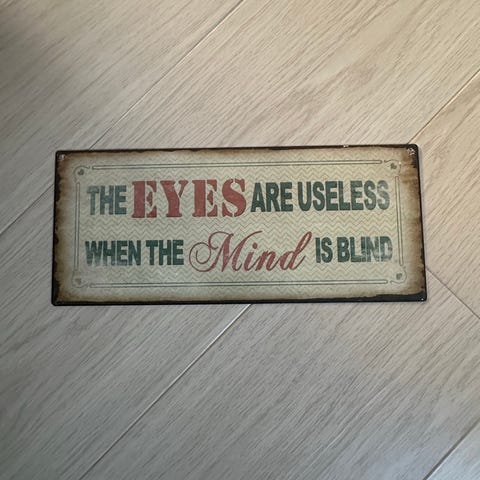 THE EYES ARE USELESS
WHEN THE Mind IS BLIND